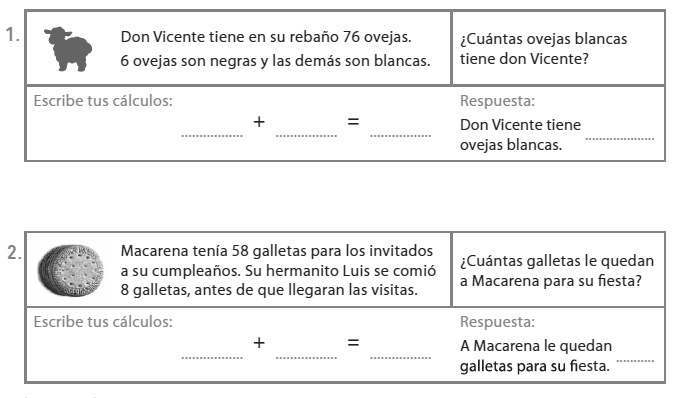 1.
Don Vicente tiene en su rebaño 76 ovejas.
6 ovejas son negras y las demás son blancas.
¿Cuántas ovejas blancas
tiene don Vicente?
Escribe tus cálculos:
.............. + .............. = ..............
Respuesta:
Don Vicente tiene ..............
ovejas blancas.
2.
Macarena tenía 58 galletas para los invitados
a su cumpleaños. Su hermanito Luis se comió
8 galletas, antes de que llegaran las visitas.
¿Cuántas galletas le quedan
a Macarena para su fiesta?
Escribe tus cálculos:
.............. + .............. = ..............
Respuesta:
A Macarena le quedan
galletas para su fiesta. ........